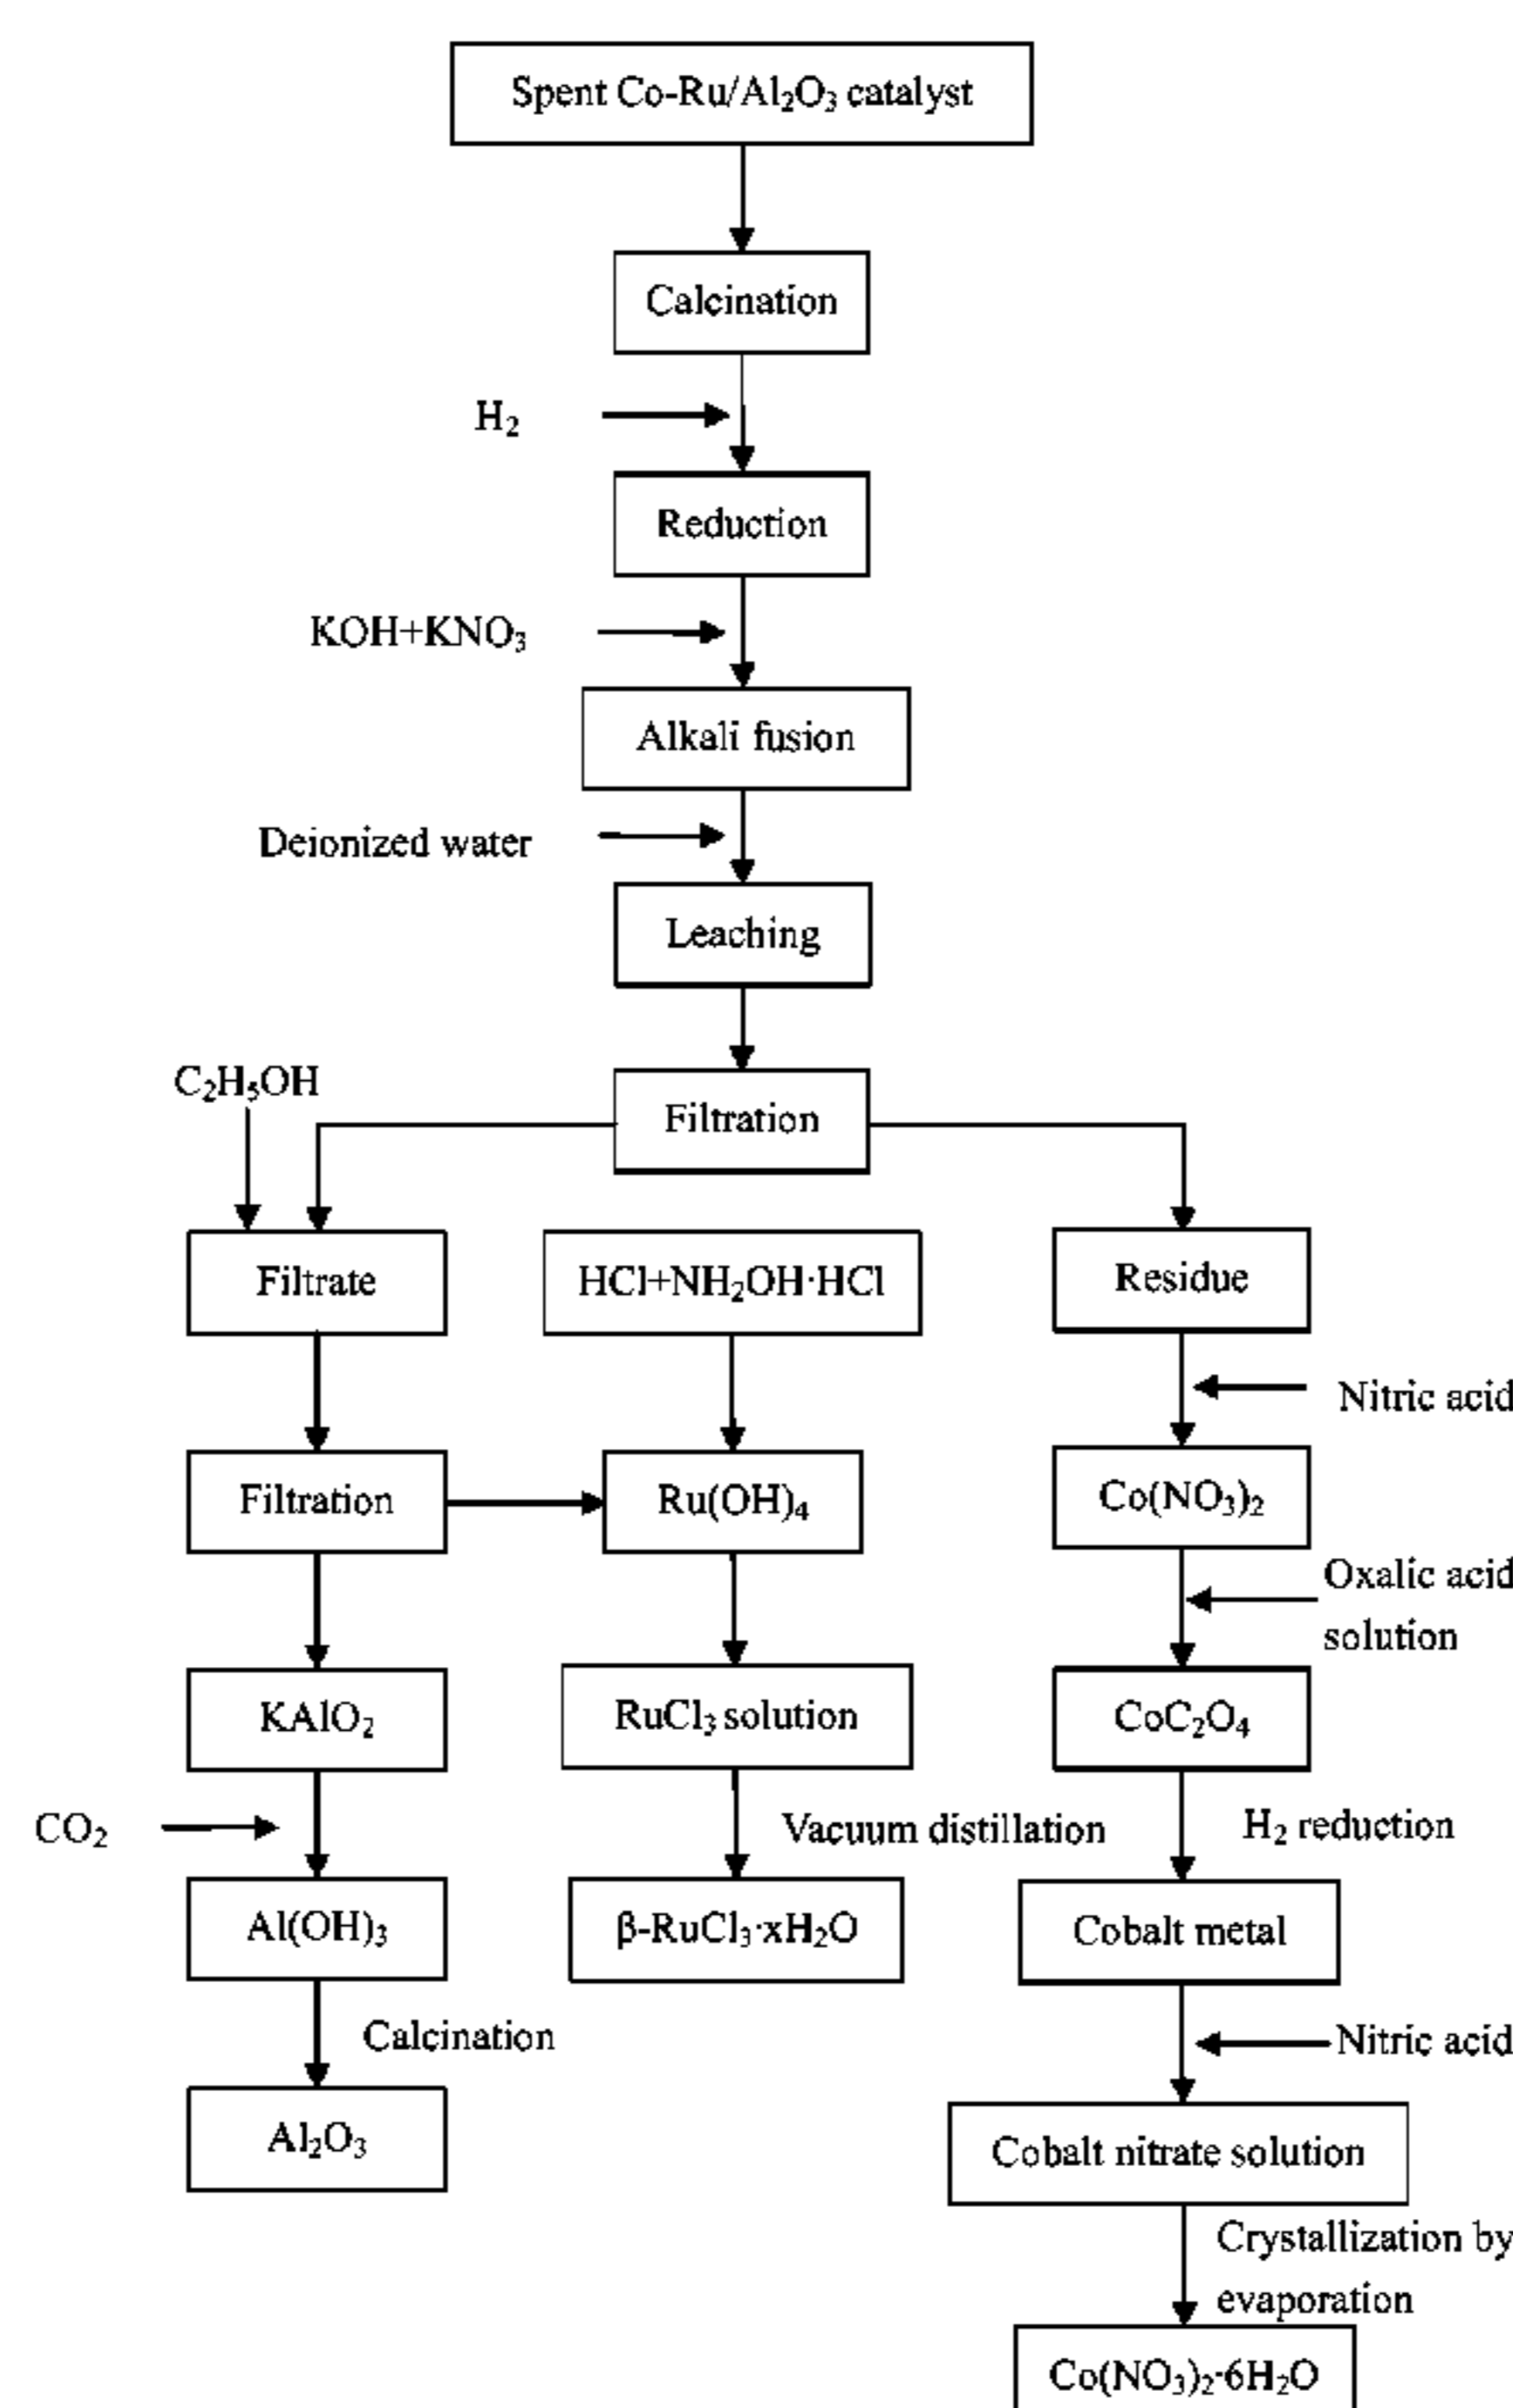 Spent Co-Ru/Al₂O₃ catalyst
Calcination
H₂
Reduction
KOH+KNO₃
Alkali fusion
Deionized water
Leaching
C₂H₅OH
Filtration
Filtrate
HCl+NH₂OH·HCl
Residue
Nitric acid
Filtration
Ru(OH)₄
Co(NO₃)₂
Oxalic acid
solution
KAlO₂
RuCl₃ solution
CoC₂O₄
CO₂
Vacuum distillation
H₂ reduction
Al(OH)₃
β-RuCl₃·xH₂O
Cobalt metal
Calcination
Nitric acid
Al₂O₃
Cobalt nitrate solution
Crystallization by
evaporation
Co(NO₃)₂·6H₂O